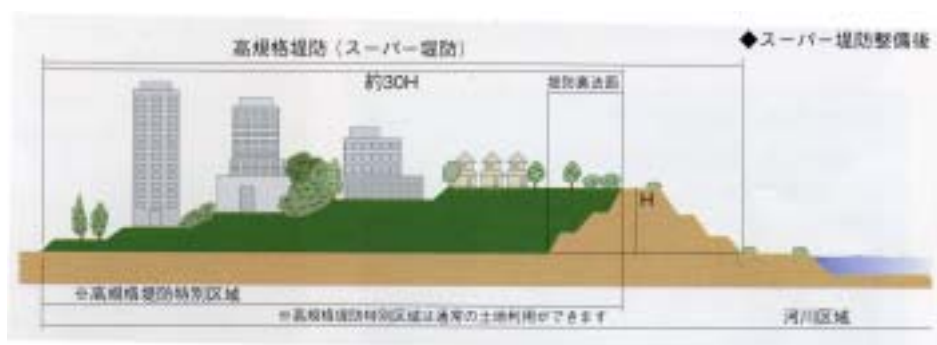 ◆スーパー堤防整備後
高規格堤防（スーパー堤防）
約30H
堤防裏法面
H
※高規格堤防特別区域
※高規格堤防特別区域は通常の土地利用ができます
河川区域